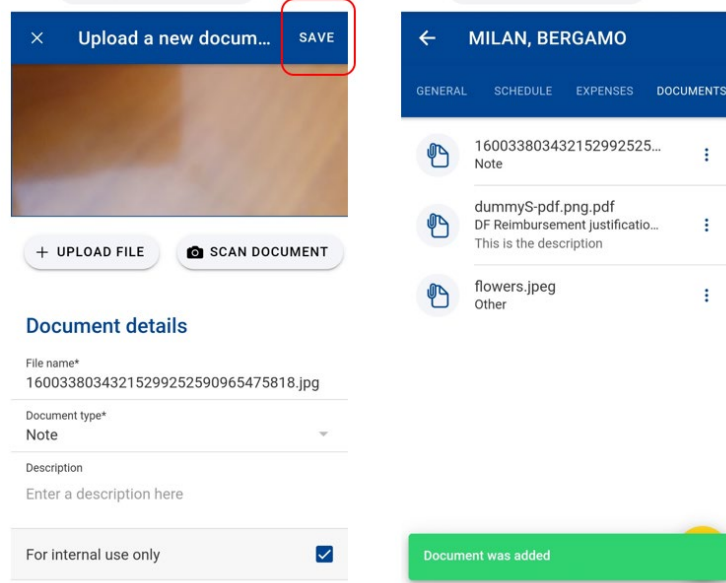 Upload a new docum...
SAVE
UPLOAD FILE
SCAN DOCUMENT
Document details
File name*
16003380343215299252590965475818.jpg
Document type*
Note
Description
Enter a description here
For internal use only
MILAN, BERGAMO
GENERAL
SCHEDULE
EXPENSES
DOCUMENTS
160033803432152992525...
Note
dummyS-pdf.png.pdf
DF Reimbursement justificatio...
This is the description
flowers.jpeg
Other
Document was added